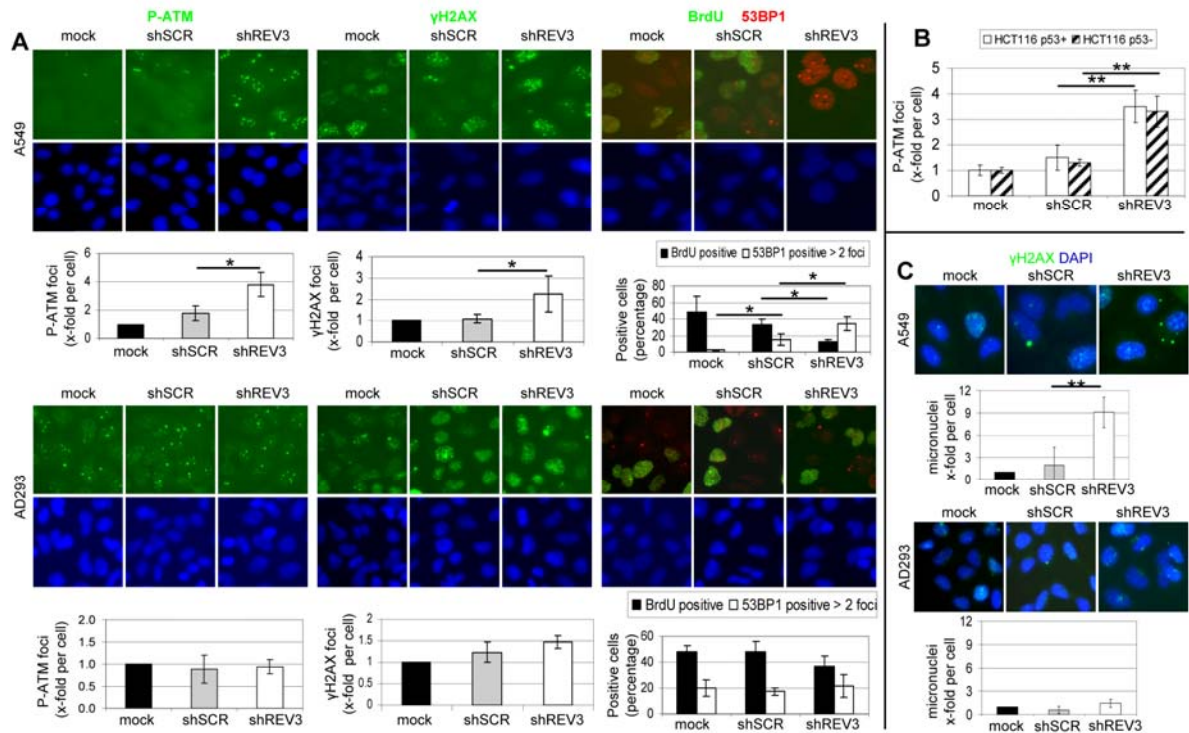 P-ATM γH2AX BrdU 53BP1
A mock shSCR shREV3 mock shSCR shREV3 mock shSCR shREV3
A549
P-ATM foci
(x-fold per cell)
6
4
2
0
*
mock shSCR shREV3
γH2AX foci
(x-fold per cell)
4
3
2
1
0
*
mock shSCR shREV3
BrdU positive 53BP1 positive > 2 foci
Positive cells
(percentage)
80
60
40
20
0
* * *
mock shSCR shREV3
mock shSCR shREV3 mock shSCR shREV3 mock shSCR shREV3
AD293
P-ATM foci
(x-fold per cell)
2.0
1.5
1.0
0.5
0.0
mock shSCR shREV3
γH2AX foci
(x-fold per cell)
2
1.5
1
0.5
0
mock shSCR shREV3
BrdU positive 53BP1 positive > 2 foci
Positive cells
(percentage)
80
60
40
20
0
mock shSCR shREV3
B
HCT116 p53+ HCT116 p53-
P-ATM foci
(x-fold per cell)
5
4
3
2
1
0
** **
mock shSCR shREV3
C
γH2AX DAPI
mock shSCR shREV3
A549
micronuclei
x-fold per cell
12
9
6
3
0
**
mock shSCR shREV3
mock shSCR shREV3
AD293
micronuclei
x-fold per cell
12
9
6
3
0
mock shSCR shREV3